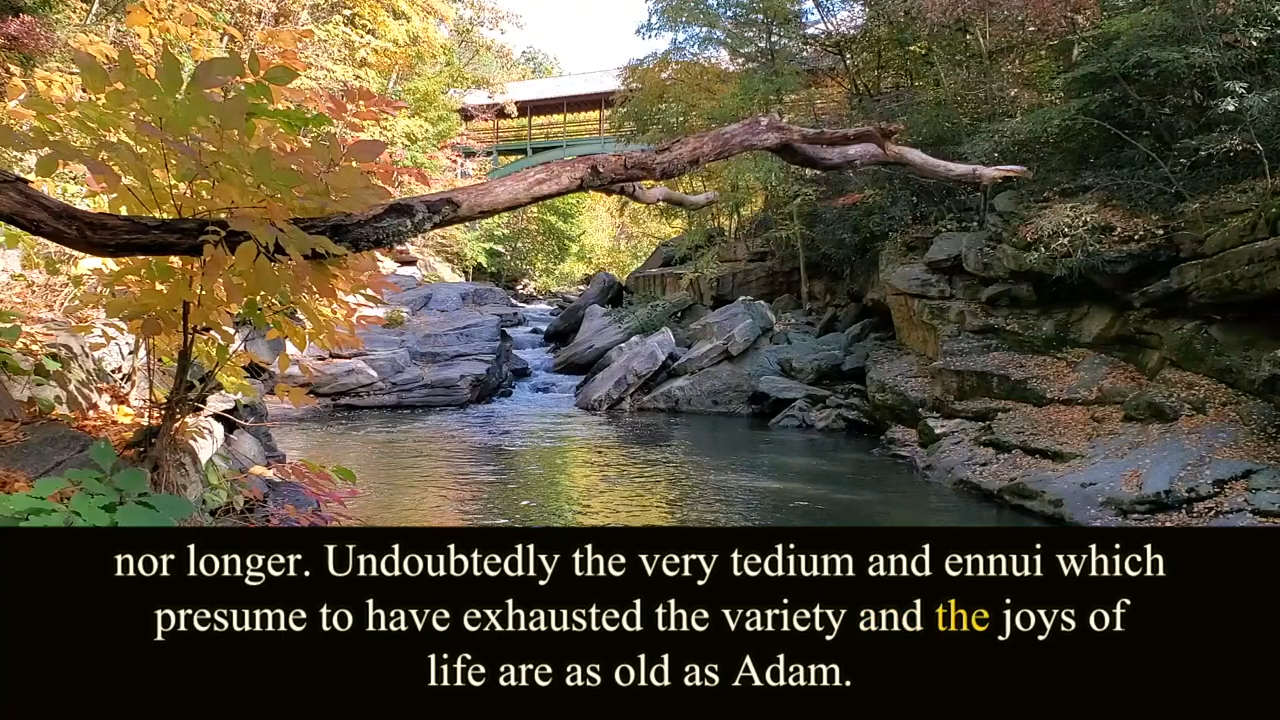 nor longer. Undoubtedly the very tedium and ennui which
presume to have exhausted the variety and the joys of
life are as old as Adam.